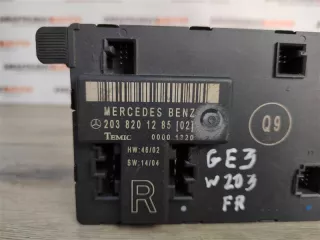 MERCEDES BENZ
203 820 12 85 [02]
TEMIC 0000 1720
HW:46/02
SW:14/04
R
Q9
GE3
W203
FR